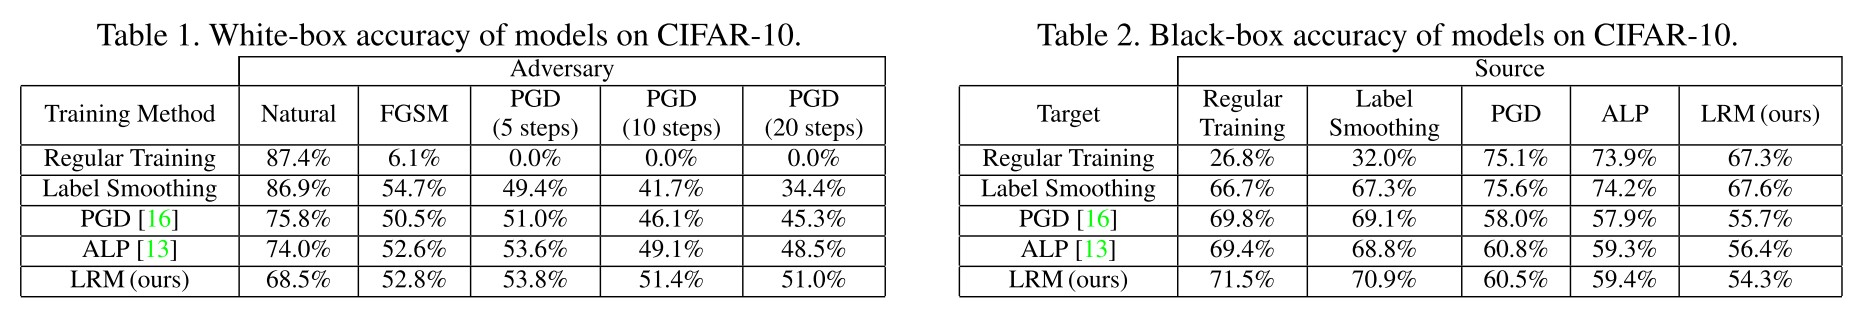 Table 1. White-box accuracy of models on CIFAR-10.
Adversary
Training Method Natural FGSM PGD (5 steps) PGD (10 steps) PGD (20 steps)
Regular Training 87.4% 6.1% 0.0% 0.0% 0.0%
Label Smoothing 86.9% 54.7% 49.4% 41.7% 34.4%
PGD [16] 75.8% 50.5% 51.0% 46.1% 45.3%
ALP [13] 74.0% 52.6% 53.6% 49.1% 48.5%
LRM (ours) 68.5% 52.8% 53.8% 51.4% 51.0%
Table 2. Black-box accuracy of models on CIFAR-10.
Source
Target Regular Training Label Smoothing PGD ALP LRM (ours)
Regular Training 26.8% 32.0% 75.1% 73.9% 67.3%
Label Smoothing 66.7% 67.3% 75.6% 74.2% 67.6%
PGD [16] 69.8% 69.1% 58.0% 57.9% 55.7%
ALP [13] 69.4% 68.8% 60.8% 59.3% 56.4%
LRM (ours) 71.5% 70.9% 60.5% 59.4% 54.3%